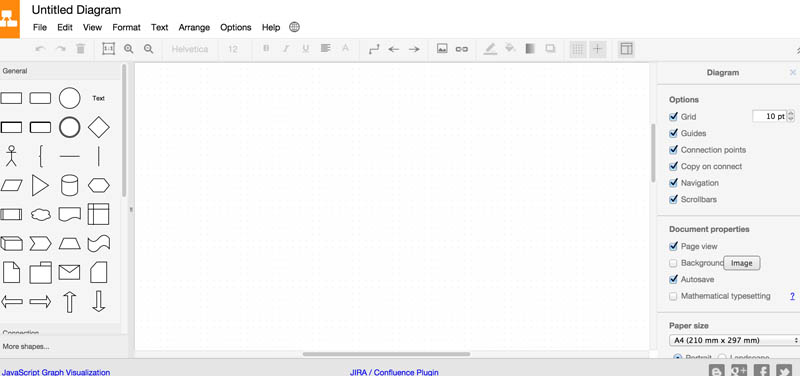 Untitled Diagram
File Edit View Format Text Arrange Options Help
1:1 Helvetica 12 B I U A
General
Text
Connection
More shapes...
Diagram
Options
Grid 10 pt
Guides
Connection points
Copy on connect
Navigation
Scrollbars
Document properties
Page view
Background Image
Autosave
Mathematical typesetting ?
Paper size
A4 (210 mm x 297 mm)
Portrait Landscape
JavaScript Graph Visualization JIRA / Confluence Plugin